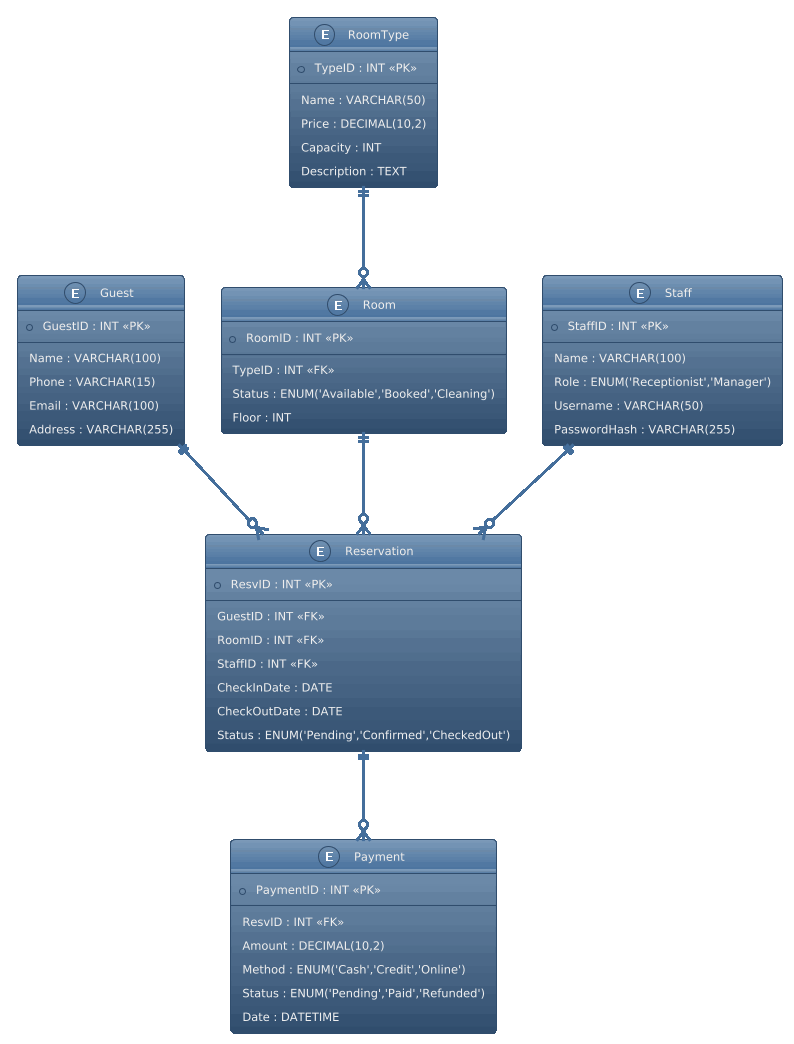 E RoomType
TypeID : INT «PK»
Name : VARCHAR(50)
Price : DECIMAL(10,2)
Capacity : INT
Description : TEXT
E Guest
GuestID : INT «PK»
Name : VARCHAR(100)
Phone : VARCHAR(15)
Email : VARCHAR(100)
Address : VARCHAR(255)
E Room
RoomID : INT «PK»
TypeID : INT «FK»
Status : ENUM('Available','Booked','Cleaning')
Floor : INT
E Staff
StaffID : INT «PK»
Name : VARCHAR(100)
Role : ENUM('Receptionist','Manager')
Username : VARCHAR(50)
PasswordHash : VARCHAR(255)
E Reservation
ResvID : INT «PK»
GuestID : INT «FK»
RoomID : INT «FK»
StaffID : INT «FK»
CheckInDate : DATE
CheckOutDate : DATE
Status : ENUM('Pending','Confirmed','CheckedOut')
E Payment
PaymentID : INT «PK»
ResvID : INT «FK»
Amount : DECIMAL(10,2)
Method : ENUM('Cash','Credit','Online')
Status : ENUM('Pending','Paid','Refunded')
Date : DATETIME